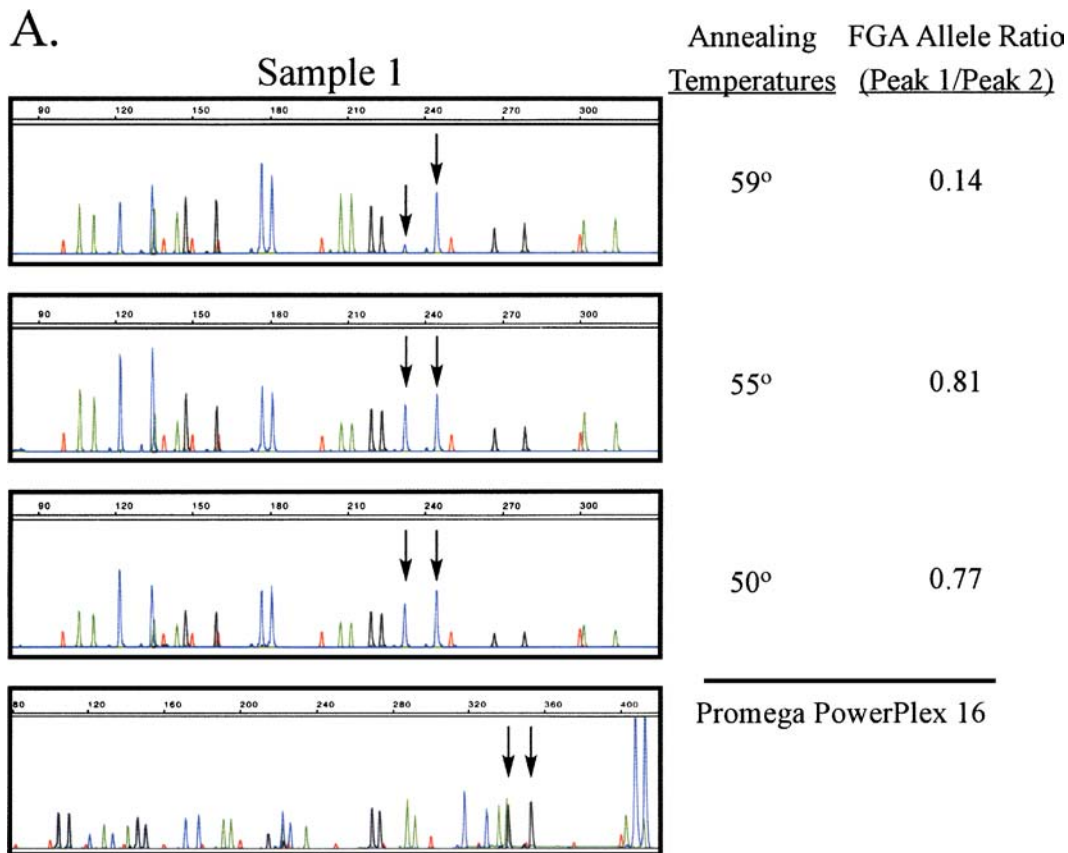 A.
Sample 1
Annealing Temperatures
FGA Allele Ratio (Peak 1/Peak 2)
90 120 150 180 210 240 270 300
59° 0.14
90 120 150 180 210 240 270 300
55° 0.81
90 120 150 180 210 240 270 300
50° 0.77
Promega PowerPlex 16
80 120 160 200 240 280 320 360 400